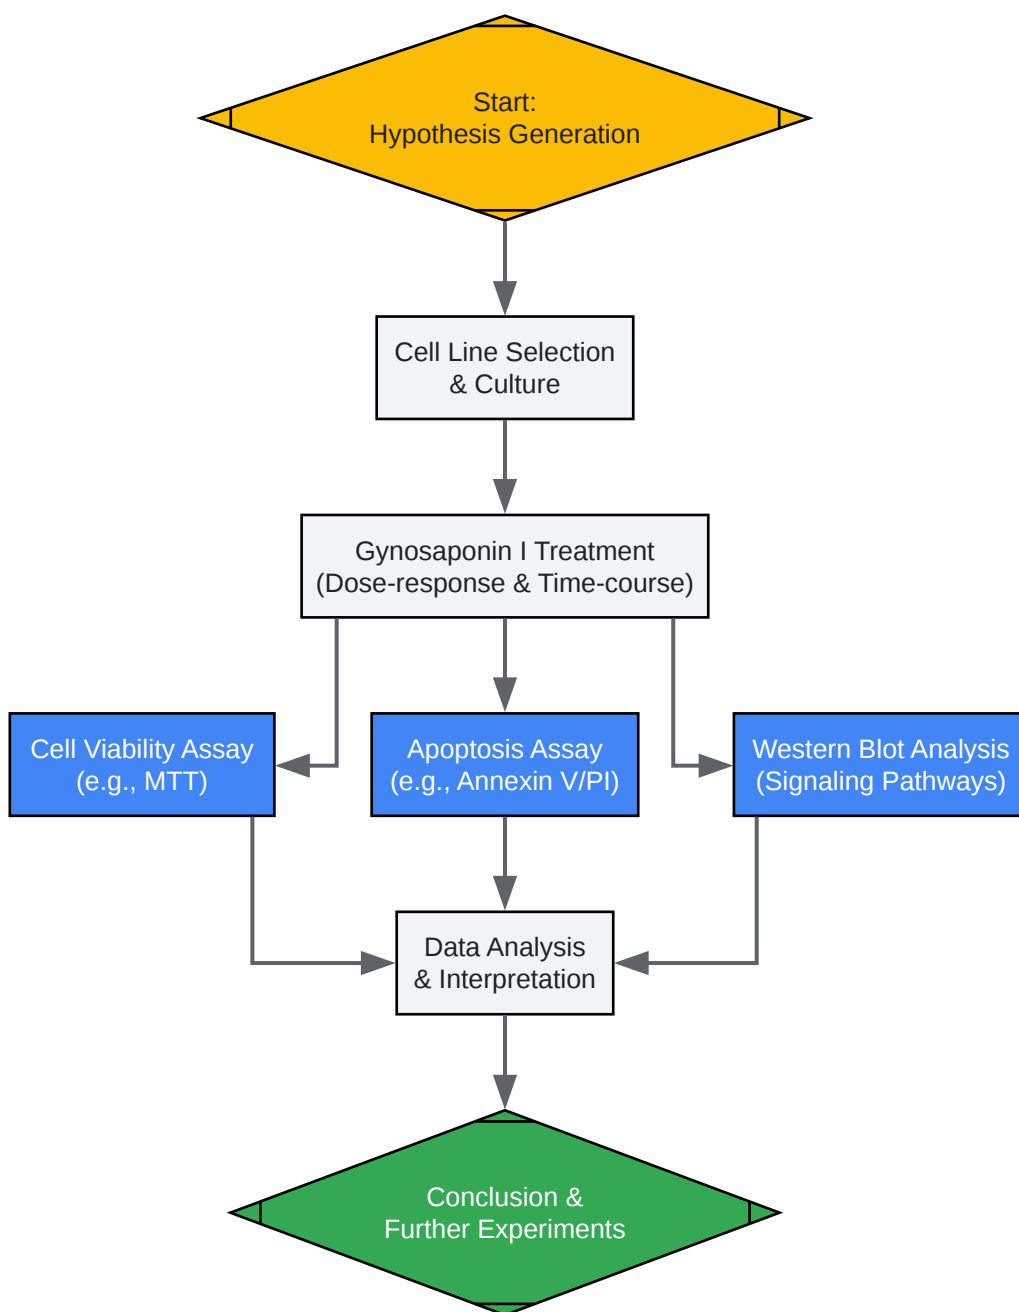 Start:
Hypothesis Generation
Cell Line Selection
& Culture
Gynosaponin I Treatment
(Dose-response & Time-course)
Cell Viability Assay
(e.g., MTT)
Apoptosis Assay
(e.g., Annexin V/PI)
Western Blot Analysis
(Signaling Pathways)
Data Analysis
& Interpretation
Conclusion &
Further Experiments